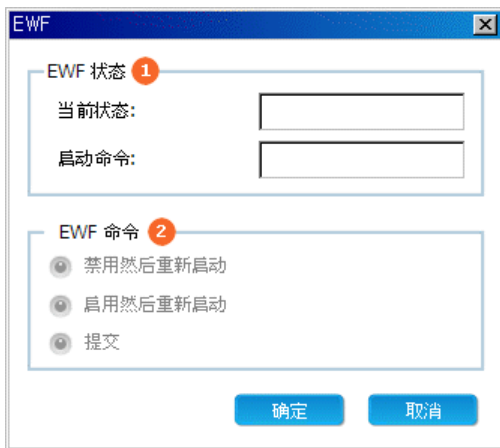 EWF
EWF 状态 1
当前状态:
启动命令:
EWF 命令 2
禁用然后重新启动
启用然后重新启动
提交
确定 取消